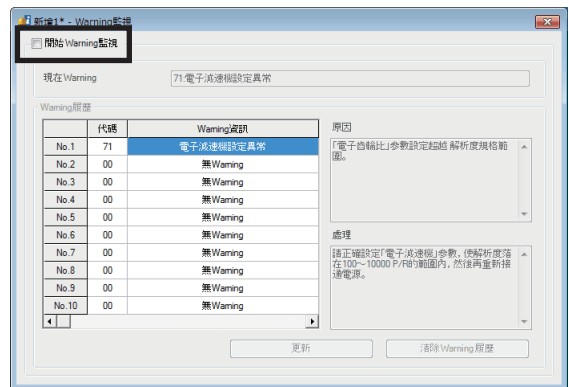 新增1* - Warning監視
開始Warning監視
現在Warning
71:電子減速機設定異常
Warning履歷
代碼 Warning資訊
No.1 71 電子減速機設定異常
No.2 00 無Warning
No.3 00 無Warning
No.4 00 無Warning
No.5 00 無Warning
No.6 00 無Warning
No.7 00 無Warning
No.8 00 無Warning
No.9 00 無Warning
No.10 00 無Warning
原因
「電子齒輪比」參數設定超越 解析度規格範
圍。
處理
請正確設定「電子減速機」參數，使解析度落
在100～10000 P/R的範圍內，然後再重新接
通電源。
更新
清除Warning履歷